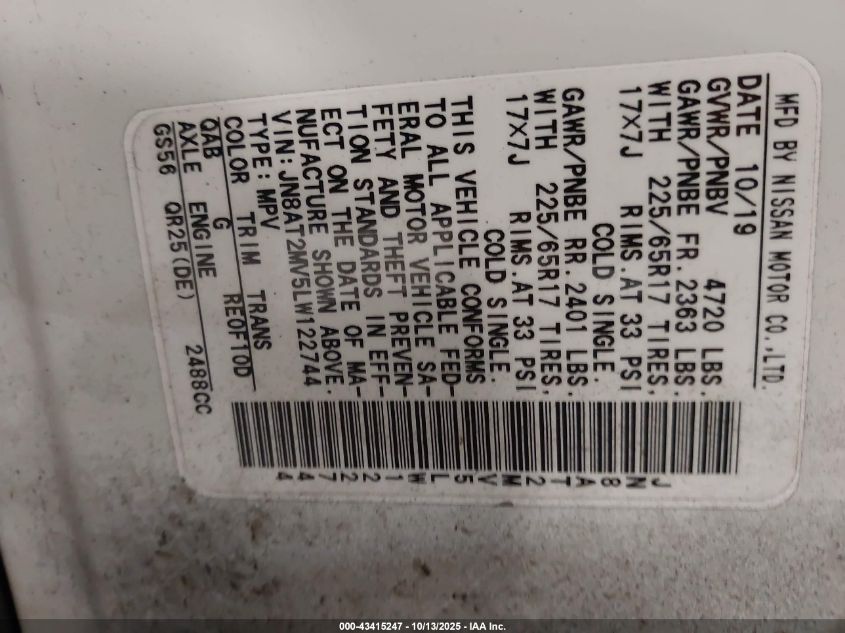 MFD BY NISSAN MOTOR CO.,LTD.
DATE 10/19
GVWR/PNBV 4720 LBS.
GAWR/PNBE FR. 2363 LBS.
WITH 225/65R17 TIRES,
17X7J RIMS.AT 33 PSI
COLD SINGLE.
GAWR/PNBE RR. 2401 LBS.
WITH 225/65R17 TIRES,
17X7J RIMS.AT 33 PSI
COLD SINGLE.
THIS VEHICLE CONFORMS
TO ALL APPLICABLE FED-
ERAL MOTOR VEHICLE SA-
FETY AND THEFT PREVEN-
TION STANDARDS IN EFF-
ECT ON THE DATE OF MA-
NUFACTURE SHOWN ABOVE.
VIN: JN8AT2MV5LW122744
TYPE: MPV
COLOR TRIM TRANS
QAB G RE0F10D
AXLE ENGINE
GS56 QR25(DE) 2488CC
JN8AT2MV5LW122744
000-43415247 - 10/13/2025 - IAA Inc.